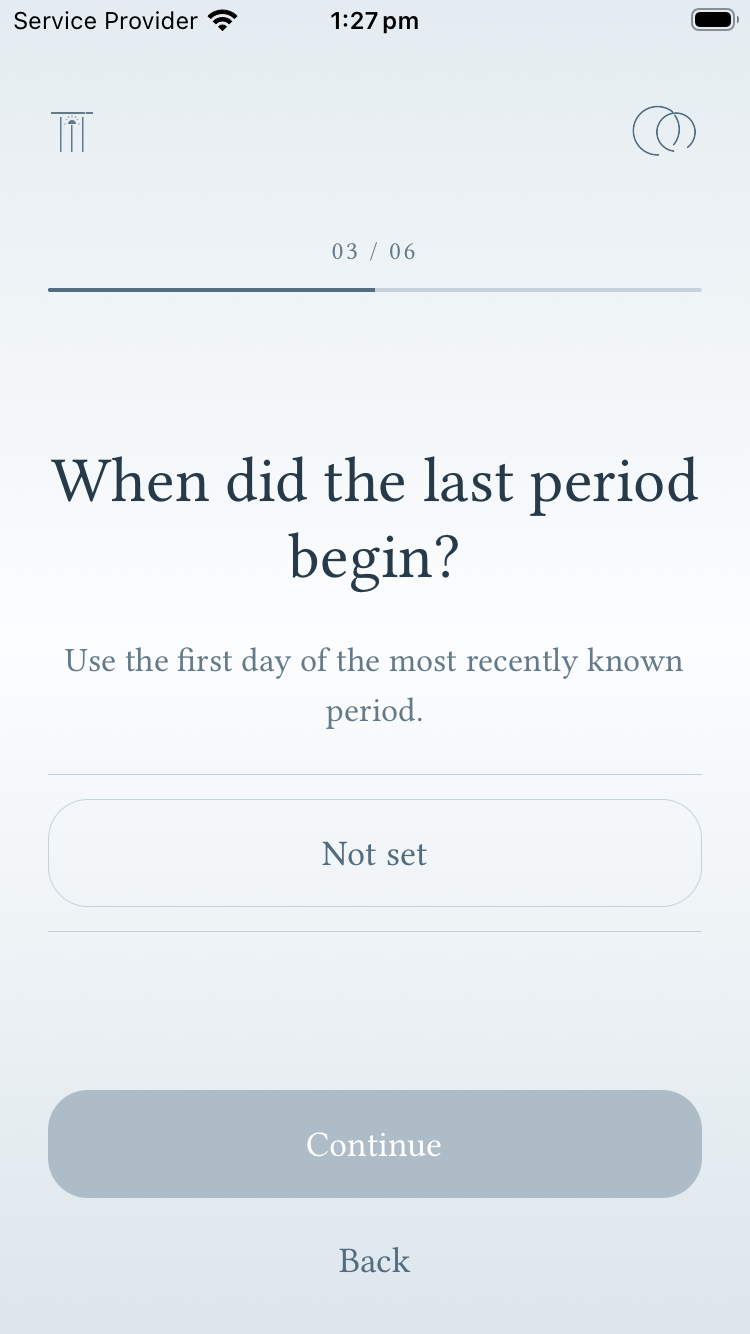 Service Provider 1:27 pm
03 / 06
When did the last period
begin?
Use the first day of the most recently known
period.
Not set
Continue
Back